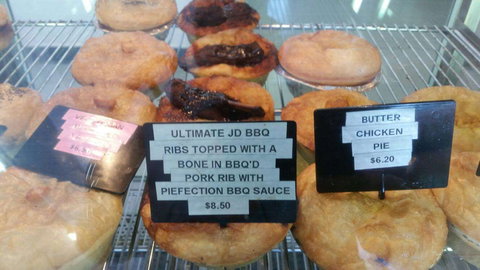 ULTIMATE JD BBQ
RIBS TOPPED WITH A
BONE IN BBQ'D
PORK RIB WITH
PIEFECTION BBQ SAUCE
$8.50
BUTTER
CHICKEN
PIE
$6.20